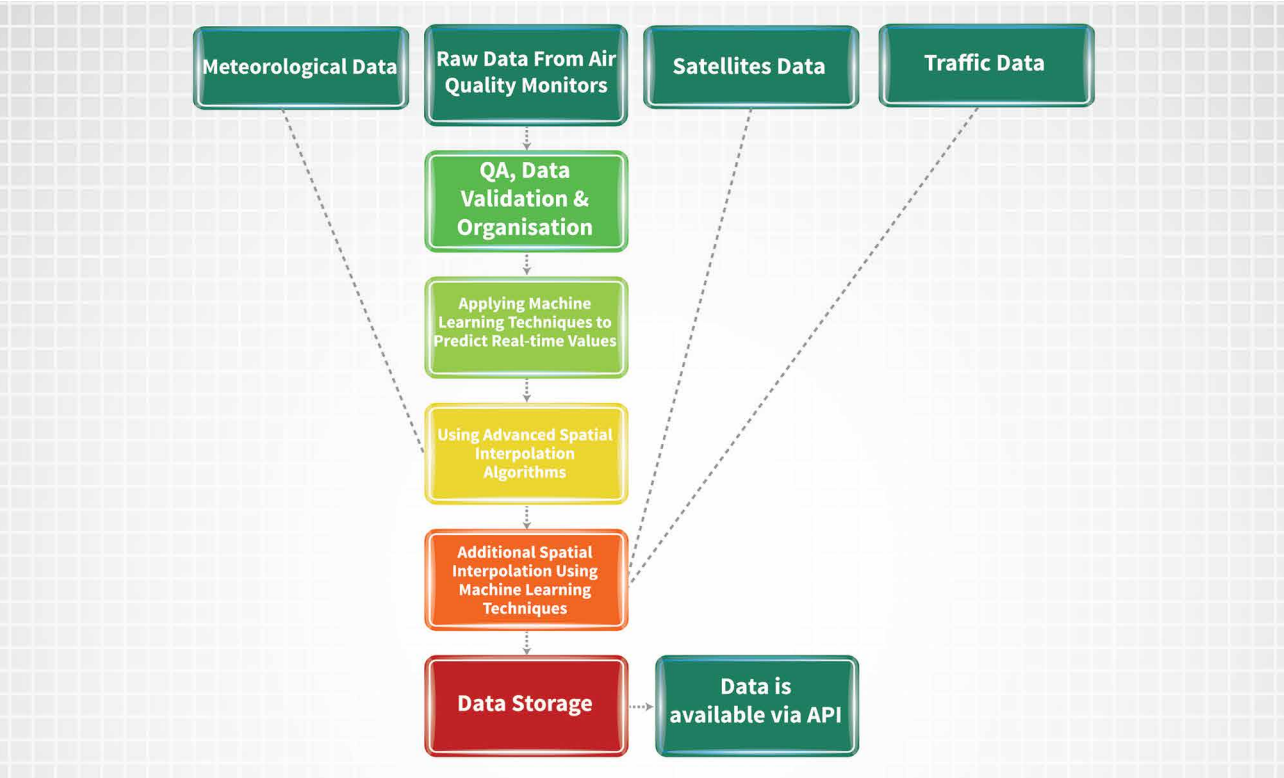 Meteorological Data
Raw Data From Air
Quality Monitors
Satellites Data
Traffic Data
QA, Data
Validation &
Organisation
Applying Machine
Learning Techniques to
Predict Real-time Values
Using Advanced Spatial
Interpolation
Algorithms
Additional Spatial
Interpolation Using
Machine Learning
Techniques
Data Storage
Data is
available via API